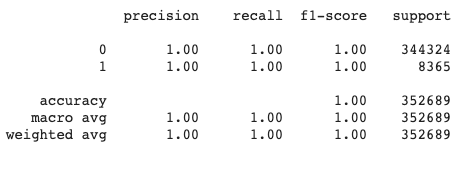 precision recall f1-score support
0 1.00 1.00 1.00 344324
1 1.00 1.00 1.00 8365
accuracy 1.00 352689
macro avg 1.00 1.00 1.00 352689
weighted avg 1.00 1.00 1.00 352689